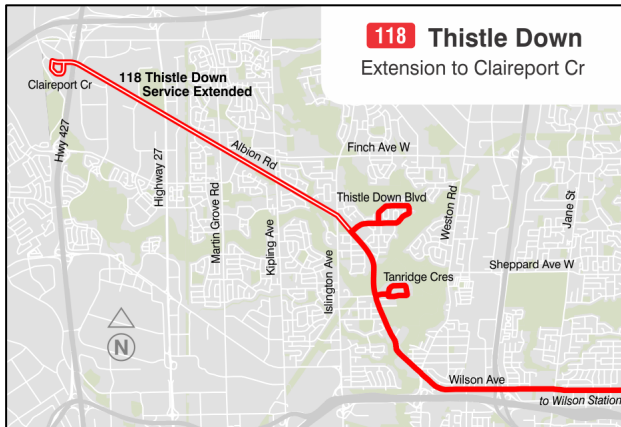 118 Thistle Down
Extension to Claireport Cr
Claireport Cr
118 Thistle Down
Service Extended
Hwy 427
Highway 27
Albion Rd
Martin Grove Rd
Kipling Ave
Islington Ave
Finch Ave W
Thistle Down Blvd
Weston Rd
Jane St
Tanridge Cres
Sheppard Ave W
N
Wilson Ave
to Wilson Station